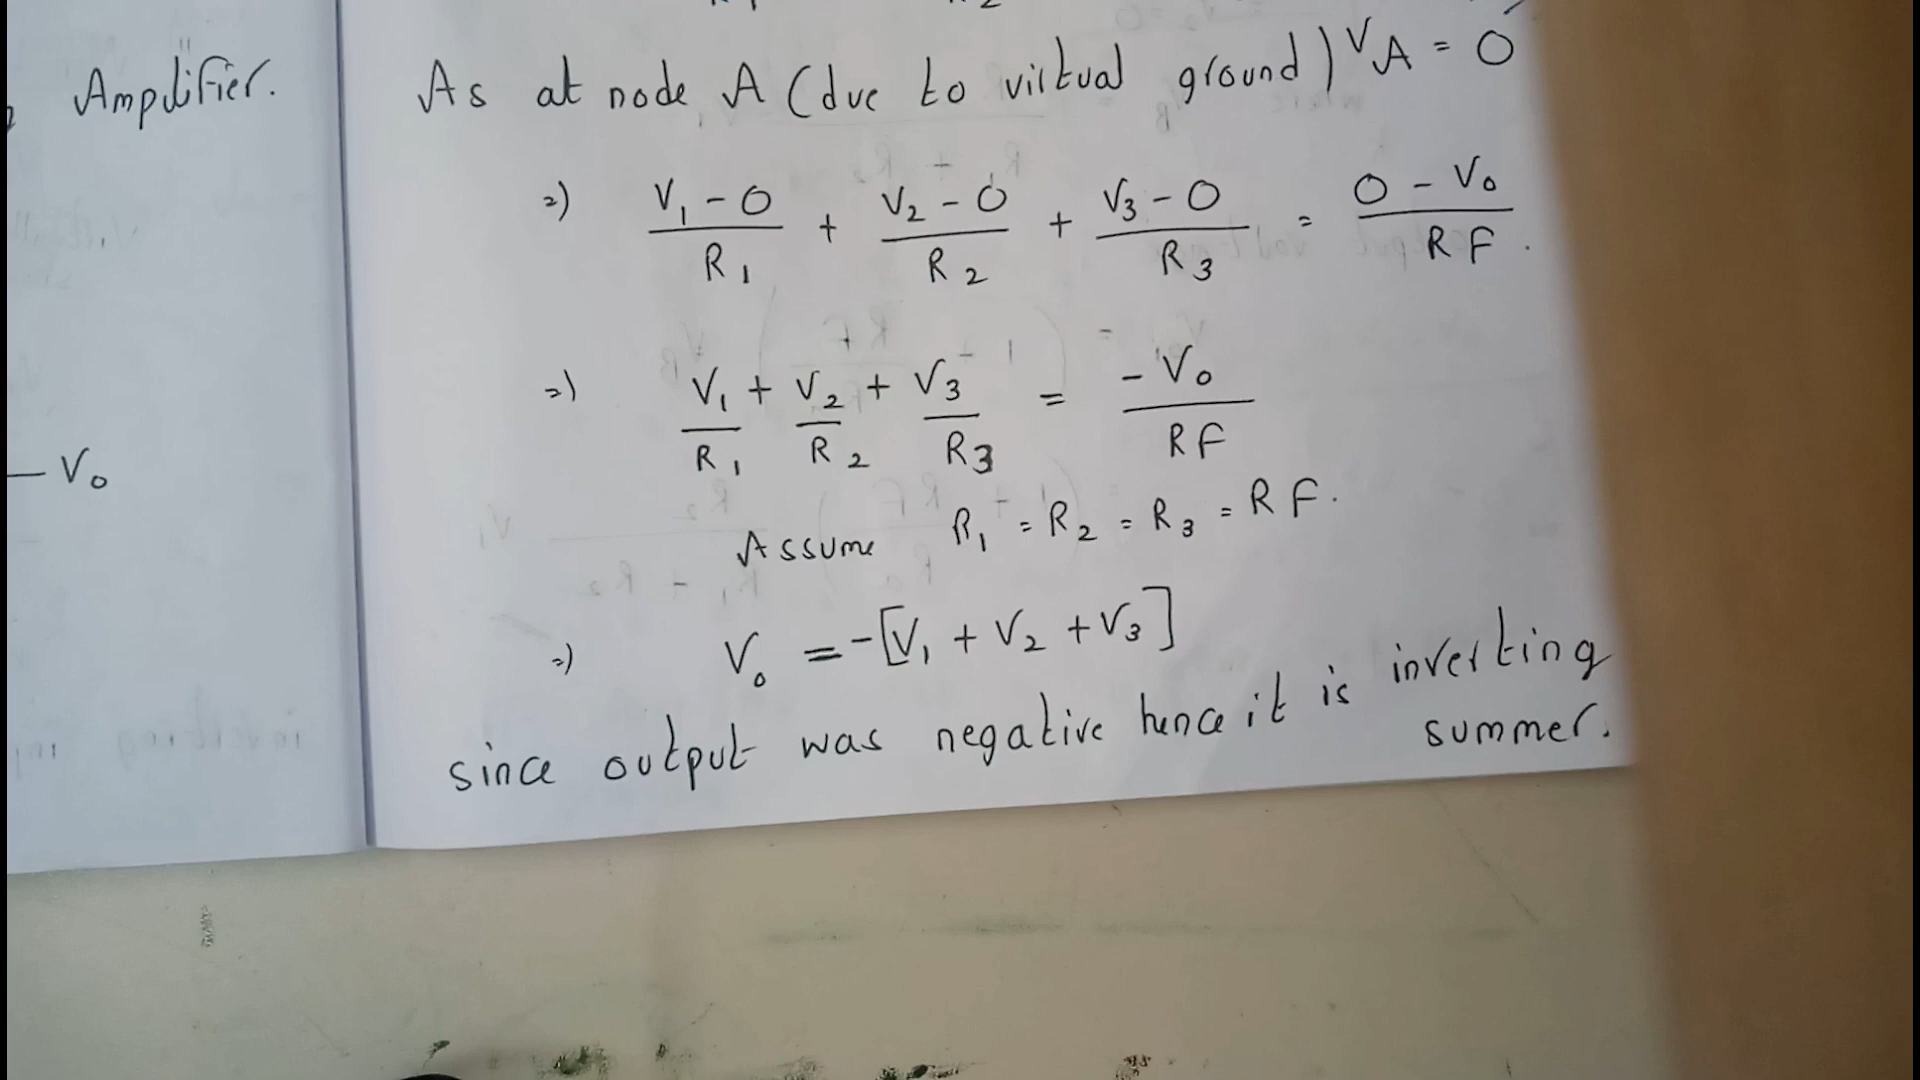 Amplifier.
— Vo
As at node A (due to virtual ground) VA = 0
=) V1 - 0 / R1 + V2 - 0 / R2 + V3 - 0 / R3 = 0 - Vo / RF.
=) V1 / R1 + V2 / R2 + V3 / R3 = - Vo / RF
Assume R1 = R2 = R3 = RF.
=) Vo = -[V1 + V2 + V3]
since output was negative hence it is inverting
summer.